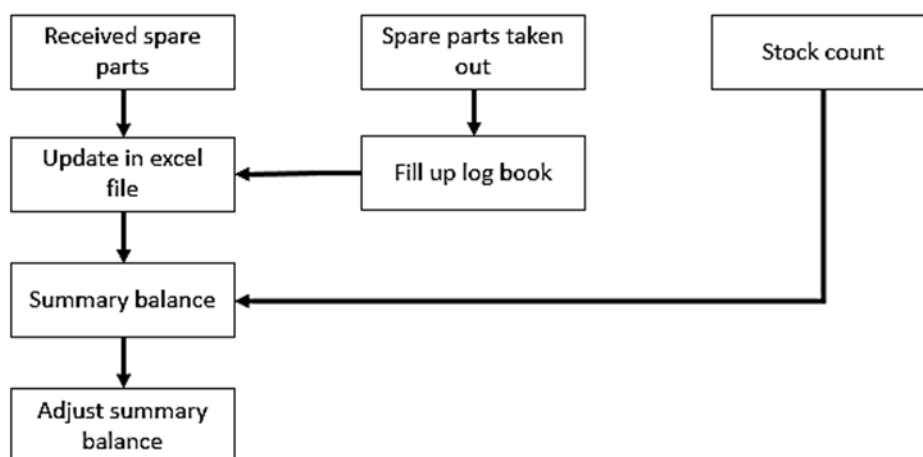 Received spare
parts
Spare parts taken
out
Stock count
Update in excel
file
Fill up log book
Summary balance
Adjust summary
balance